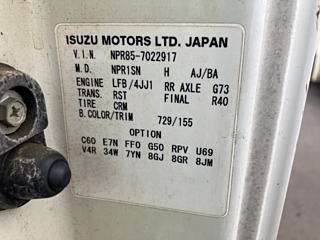 ISUZU MOTORS LTD. JAPAN
V.I.N. NPR85-7022917
M.D. NPR1SN H AJ/BA
ENGINE LFB/4JJ1 RR AXLE G73
TRANS. RST FINAL R40
TIRE CRM
B.COLOR/TRIM 729/155
OPTION
C60 E7N FFO G50 RPV U69
V4R 34W 7YN 8GJ 8GR 8JM